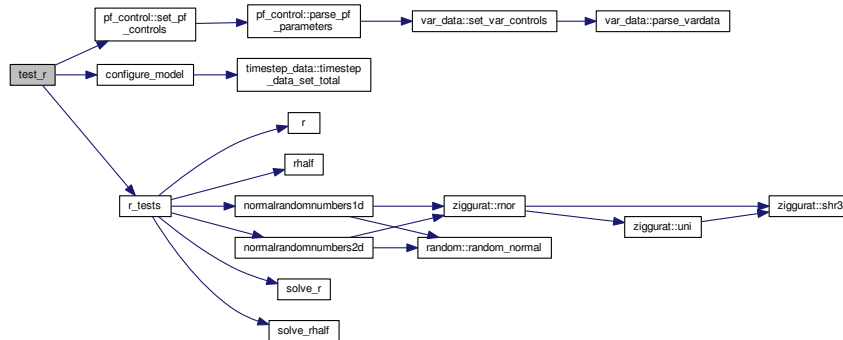 pf_control::set_pf
_controls
pf_control::parse_pf
_parameters
var_data::set_var_controls
var_data::parse_vardata
test_r
configure_model
timestep_data::timestep
_data_set_total
r
rhalf
r_tests
normalrandomnumbers1d
ziggurat::rnor
ziggurat::shr3
ziggurat::uni
normalrandomnumbers2d
random::random_normal
solve_r
solve_rhalf